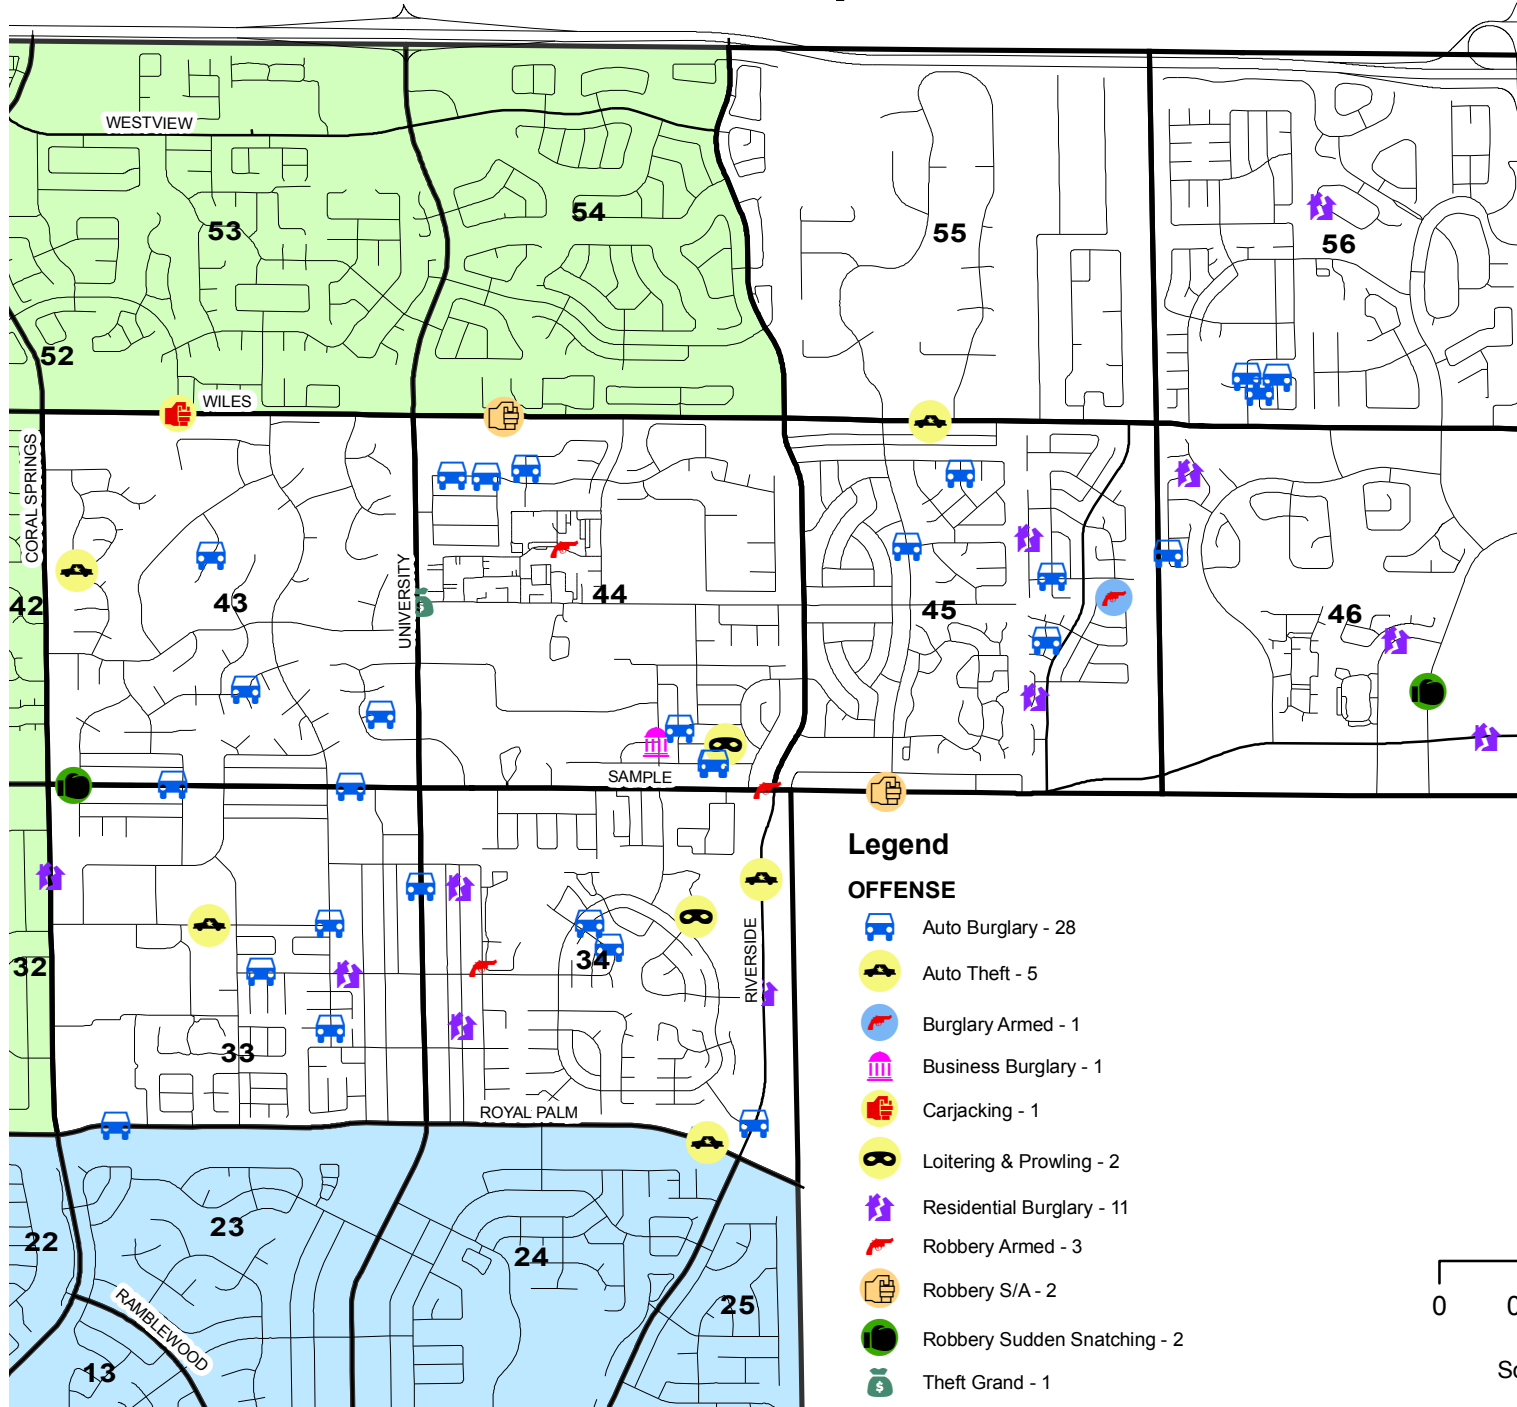 WESTVIEW
54
53
55
56
52
WILES
CORAL SPRINGS
UNIVERSITY
42
43
44
45
46
SAMPLE
Legend
OFFENSE
Auto Burglary - 28
Auto Theft - 5
Burglary Armed - 1
Business Burglary - 1
Carjacking - 1
Loitering & Prowling - 2
Residential Burglary - 11
Robbery Armed - 3
Robbery S/A - 2
Robbery Sudden Snatching - 2
Theft Grand - 1
RIVERSIDE
32
34
33
ROYAL PALM
22
23
24
25
RAMBLEWOOD
13
0